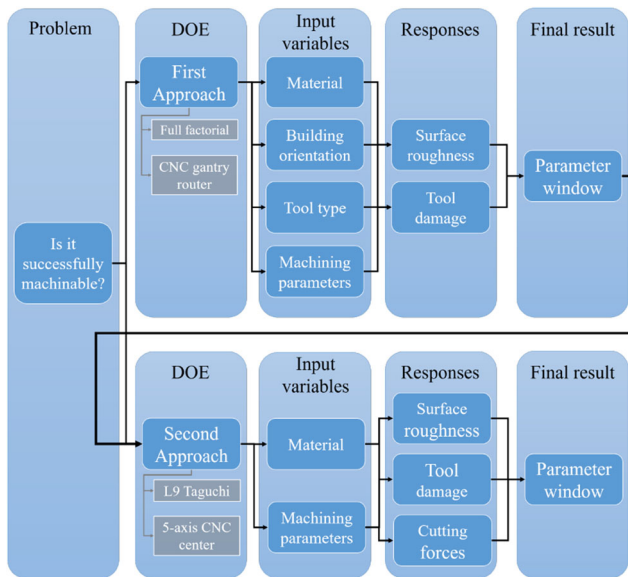 Problem
DOE
Input
variables
Responses
Final result
First
Approach
Full factorial
CNC gantry
router
Material
Building
orientation
Tool type
Machining
parameters
Surface
roughness
Tool
damage
Parameter
window
Is it
successfully
machinable?
DOE
Input
variables
Responses
Final result
Second
Approach
L9 Taguchi
5-axis CNC
center
Material
Machining
parameters
Surface
roughness
Tool
damage
Cutting
forces
Parameter
window